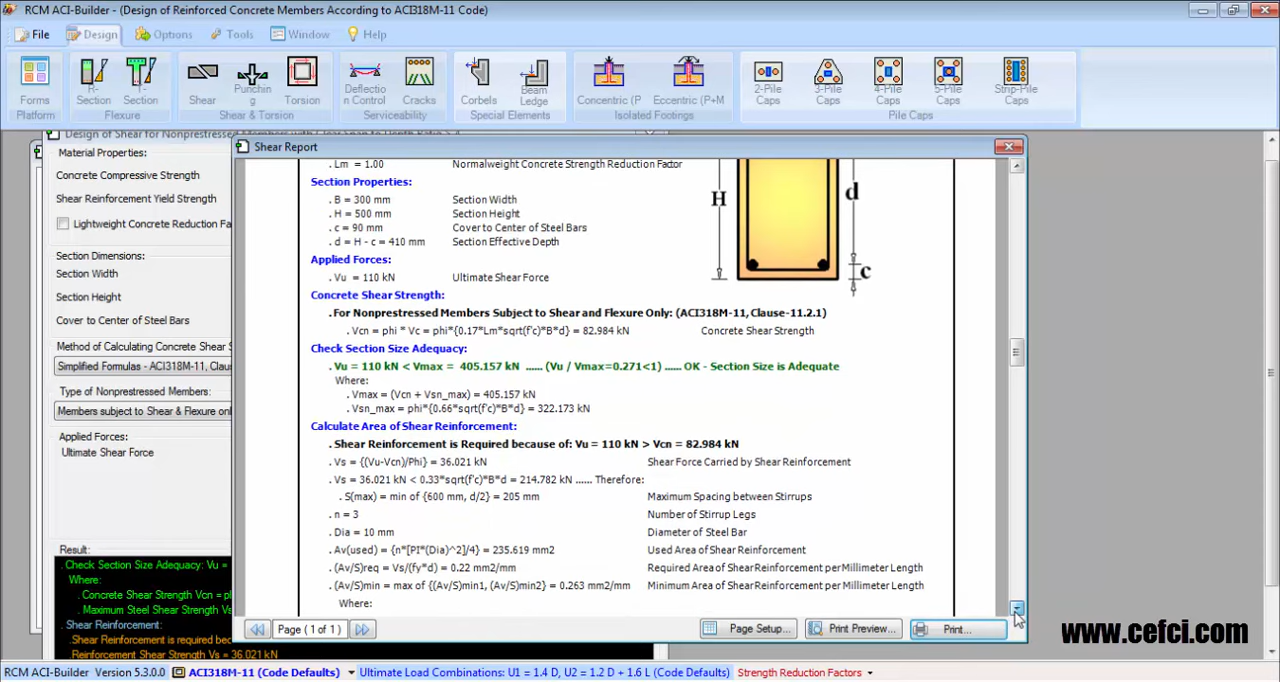 RCM ACI-Builder - (Design of Reinforced Concrete Members According to ACI318M-11 Code)
File Design Options Tools Window Help
Forms R-Section T-Section Shear Punching Torsion Deflection Control Cracks Corbels Beam Ledge Concentric (P Eccentric (P+M 2-Pile Caps 3-Pile Caps 4-Pile Caps 5-Pile Caps Strip-Pile Caps
Platform Flexure Shear & Torsion Serviceability Special Elements Isolated Footings Pile Caps
Design of Shear for Nonprestressed Members with Clear Span to Depth Ratio
Material Properties:
Concrete Compressive Strength
Shear Reinforcement Yield Strength
Lightweight Concrete Reduction Fa
Section Dimensions:
Section Width
Section Height
Cover to Center of Steel Bars
Method of Calculating Concrete Shear S
Simplified Formulas - ACI318M-11, Claus
Type of Nonprestressed Members:
Members subject to Shear & Flexure onl
Applied Forces:
Ultimate Shear Force
Result:
. Check Section Size Adequacy: Vu =
Where:
. Concrete Shear Strength Vcn = ph
. Maximum Steel Shear Strength Vs
. Shear Reinforcement:
. Shear Reinforcement is required becau
. Reinforcement Shear Strength Vs = 36.021 kN
Shear Report
. Lm = 1.00 Normalweight Concrete Strength Reduction Factor
Section Properties:
. B = 300 mm Section Width
. H = 500 mm Section Height
. c = 90 mm Cover to Center of Steel Bars
. d = H - c = 410 mm Section Effective Depth
H d c
Applied Forces:
. Vu = 110 kN Ultimate Shear Force
Concrete Shear Strength:
. For Nonprestressed Members Subject to Shear and Flexure Only: (ACI318M-11, Clause-11.2.1)
. Vcn = phi * Vc = phi*{0.17*Lm*sqrt(f'c)*B*d} = 82.984 kN Concrete Shear Strength
Check Section Size Adequacy:
. Vu = 110 kN < Vmax = 405.157 kN ...... (Vu / Vmax=0.271<1) ...... OK - Section Size is Adequate
Where:
. Vmax = (Vcn + Vsn_max) = 405.157 kN
. Vsn_max = phi*{0.66*sqrt(f'c)*B*d} = 322.173 kN
Calculate Area of Shear Reinforcement:
. Shear Reinforcement is Required because of: Vu = 110 kN > Vcn = 82.984 kN
. Vs = {(Vu-Vcn)/Phi} = 36.021 kN Shear Force Carried by Shear Reinforcement
. Vs = 36.021 kN < 0.33*sqrt(f'c)*B*d = 214.782 kN ...... Therefore:
. S(max) = min of {600 mm, d/2} = 205 mm Maximum Spacing between Stirrups
. n = 3 Number of Stirrup Legs
. Dia = 10 mm Diameter of Steel Bar
. Av(used) = {n*[PI*(Dia)^2]/4} = 235.619 mm2 Used Area of Shear Reinforcement
. (Av/S)req = Vs/(fy*d) = 0.22 mm2/mm Required Area of Shear Reinforcement per Millimeter Length
. (Av/S)min = max of {(Av/S)min1, (Av/S)min2} = 0.263 mm2/mm Minimum Area of Shear Reinforcement per Millimeter Length
Where:
Page ( 1 of 1 ) Page Setup... Print Preview... Print...
www.cefci.com
RCM ACI-Builder Version 5.3.0.0 ACI318M-11 (Code Defaults) Ultimate Load Combinations: U1 = 1.4 D, U2 = 1.2 D + 1.6 L (Code Defaults) Strength Reduction Factors